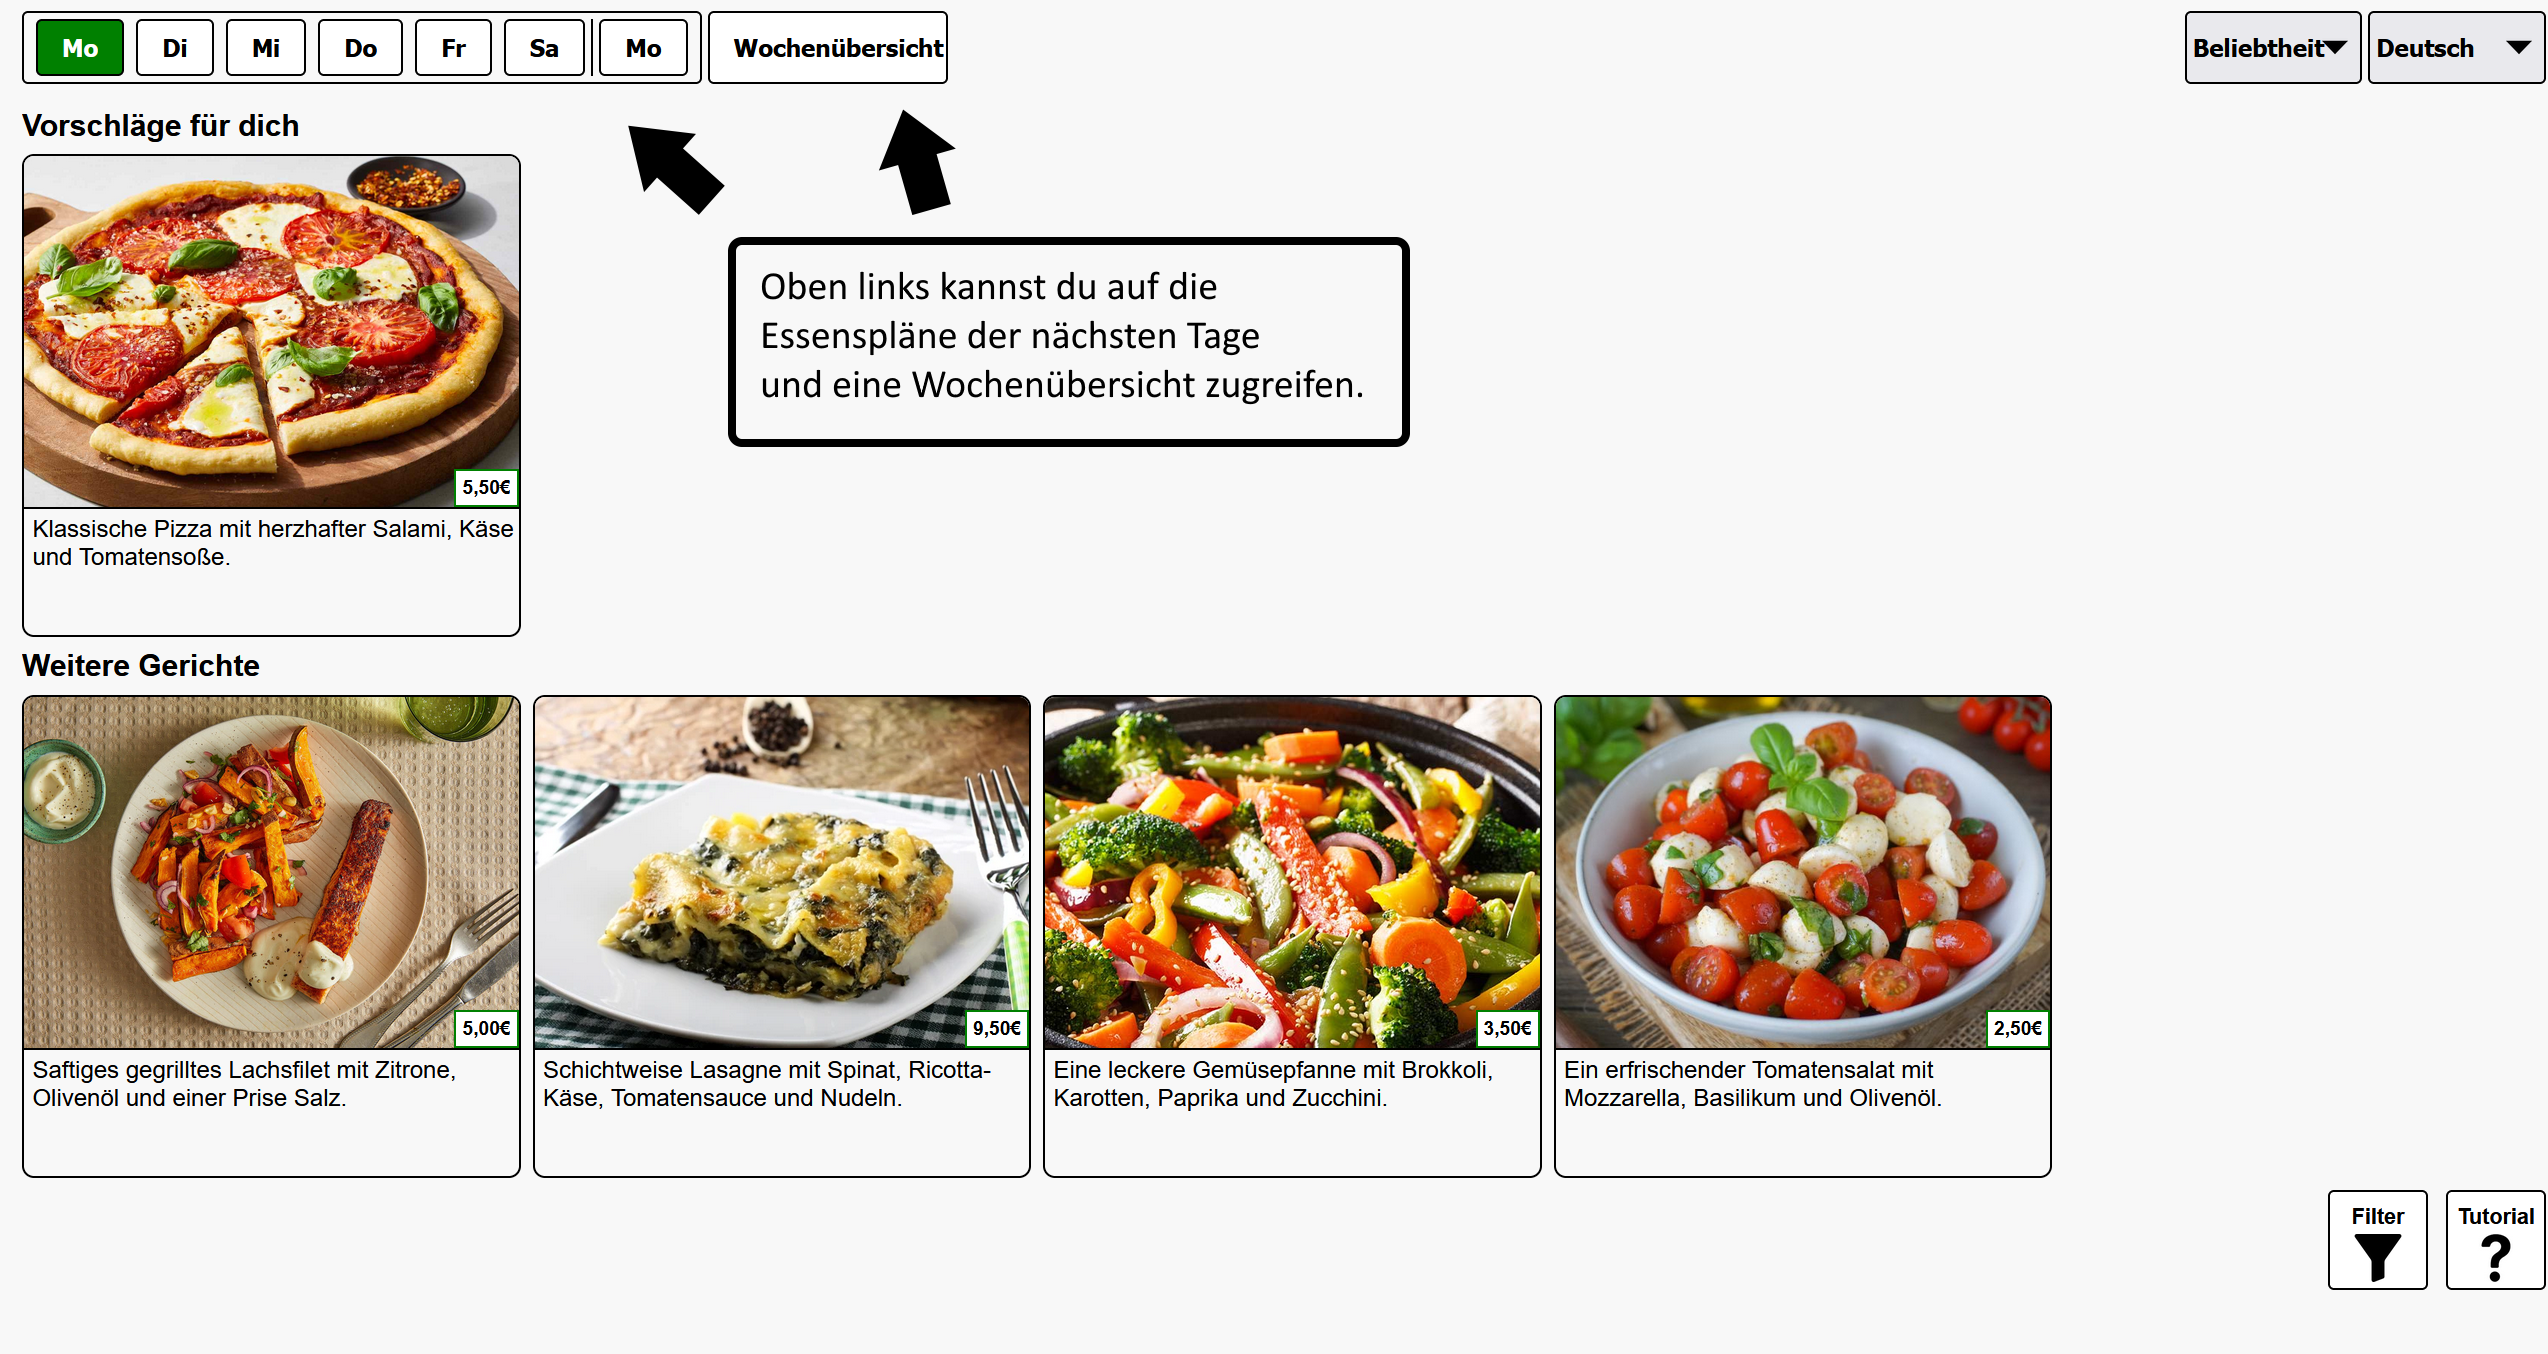 Mo Di Mi Do Fr Sa Mo Wochenübersicht Beliebtheit Deutsch
Vorschläge für dich
Oben links kannst du auf die
Essenspläne der nächsten Tage
und eine Wochenübersicht zugreifen.
5,50€
Klassische Pizza mit herzhafter Salami, Käse
und Tomatensoße.
Weitere Gerichte
5,00€
Saftiges gegrilltes Lachsfilet mit Zitrone,
Olivenöl und einer Prise Salz.
9,50€
Schichtweise Lasagne mit Spinat, Ricotta-
Käse, Tomatensauce und Nudeln.
3,50€
Eine leckere Gemüsepfanne mit Brokkoli,
Karotten, Paprika und Zucchini.
2,50€
Ein erfrischender Tomatensalat mit
Mozzarella, Basilikum und Olivenöl.
Filter
Tutorial
?